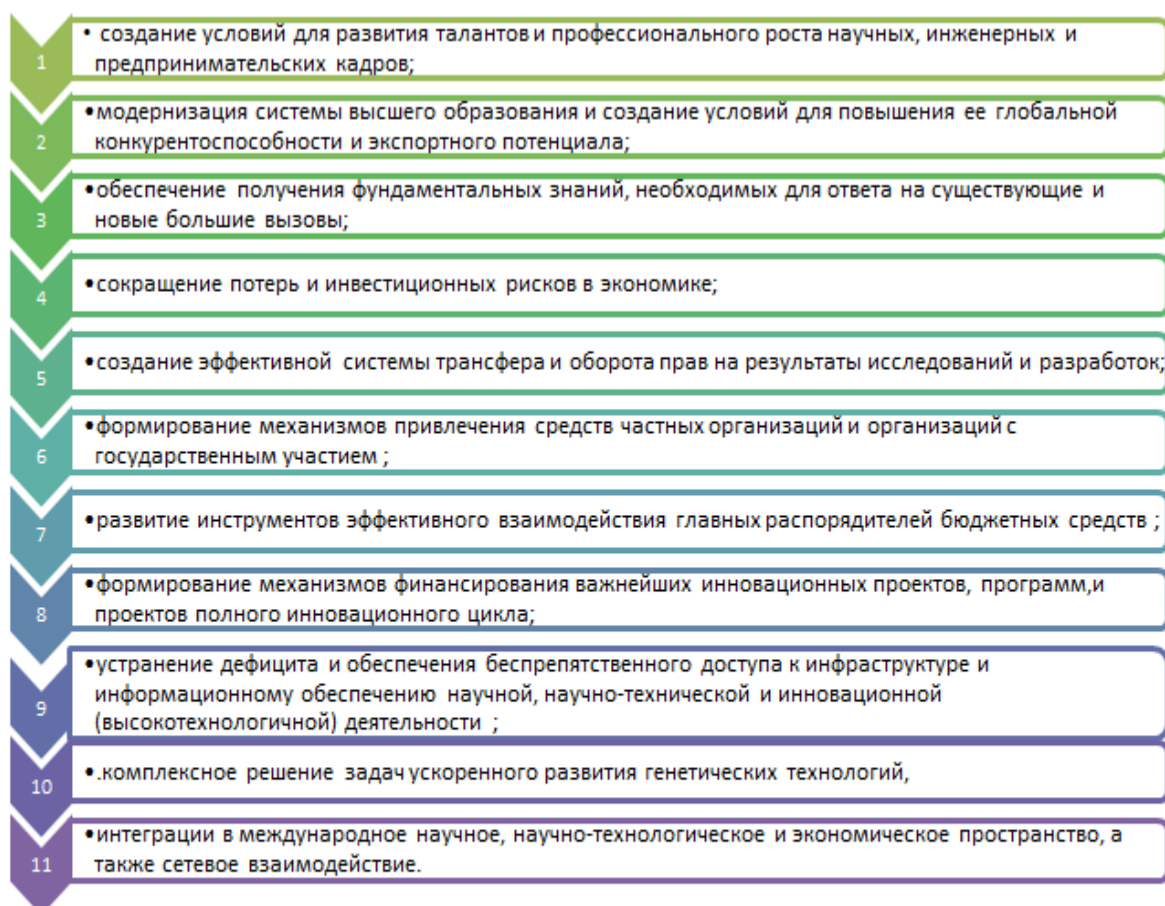 1
• создание условий для развития талантов и профессионального роста научных, инженерных и
предпринимательских кадров;
2
•модернизация системы высшего образования и создание условий для повышения ее глобальной
конкурентоспособности и экспортного потенциала;
3
•обеспечение получения фундаментальных знаний, необходимых для ответа на существующие и
новые большие вызовы;
4
•сокращение потерь и инвестиционных рисков в экономике;
5
•создание эффективной системы трансфера и оборота прав на результаты исследований и разработок;
6
•формирование механизмов привлечения средств частных организаций и организаций с
государственным участием ;
7
•развитие инструментов эффективного взаимодействия главных распорядителей бюджетных средств ;
8
•формирование механизмов финансирования важнейших инновационных проектов, программ,и
проектов полного инновационного цикла;
9
•устранение дефицита и обеспечения беспрепятственного доступа к инфраструктуре и
информационному обеспечению научной, научно-технической и инновационной
(высокотехнологичной) деятельности ;
10
•.комплексное решение задач ускоренного развития генетических технологий,
11
•интеграции в международное научное, научно-технологическое и экономическое пространство, а
также сетевое взаимодействие.